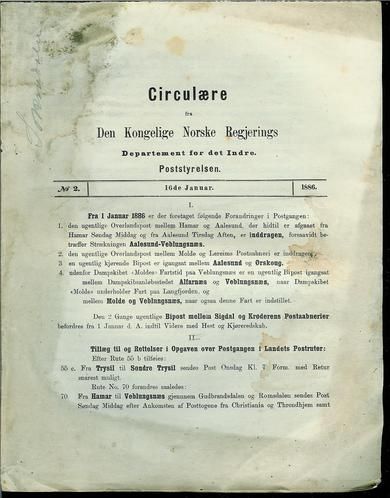 Circulære
fra
Den Kongelige Norske Regjerings
Departement for det Indre.
Poststyrelsen.
№ 2.
16de Januar.
1886.
I.
Fra 1 Januar 1886 er der foretaget følgende Forandringer i Postgangen:
1. den ugentlige Overlandspost mellem Hamar og Aalesund, der hidtil er afgaaet fra
Hamar Søndag Middag og fra Aalesund Tirsdag Aften, er inddragen, forsaavidt be-
træffer Strækningen Aalesund-Veblungsnæs.
2. den ugentlige Overlandspost mellem Molde og Lereims Postaabneri er inddragen;
3 en ugentlig kjørende Bipost er igangsat mellem Aalesund og Ørskoug.
4. udenfor Dampskibet «Moldes» Fartstid paa Veblungsnæs er en ugentlig Bipost igangsat
mellem Dampskibsanløbestedet Alfarnæs og Veblungsnæs, naar Dampskibet
«Molde» underholder Fart paa Langfjorden, og
mellem Molde og Veblungsnæs, naar ogsaa denne Fart er indstillet.
Den 2 Gange ugentlige Bipost mellem Sigdal og Krøderens Postaabnerier
befordres fra 1 Januar d. A. indtil Videre med Hest og Kjøreredskab.
II.
Tillæg til og Rettelser i Opgaven over Postgangen i Landets Postruter:
Efter Rute 55 b tilføies:
55 c. Fra Trysil til Søndre Trysil sendes Post Onsdag Kl. 7 Form. med Retur
snarest muligt.
Rute No. 70 forandres saaledes:
70 Fra Hamar til Veblungsnæs gjennem Gudbrandsdalen og Romsdalen sendes Post
Søndag Middag efter Ankomsten af Posttogene fra Christiania og Throndhjem samt